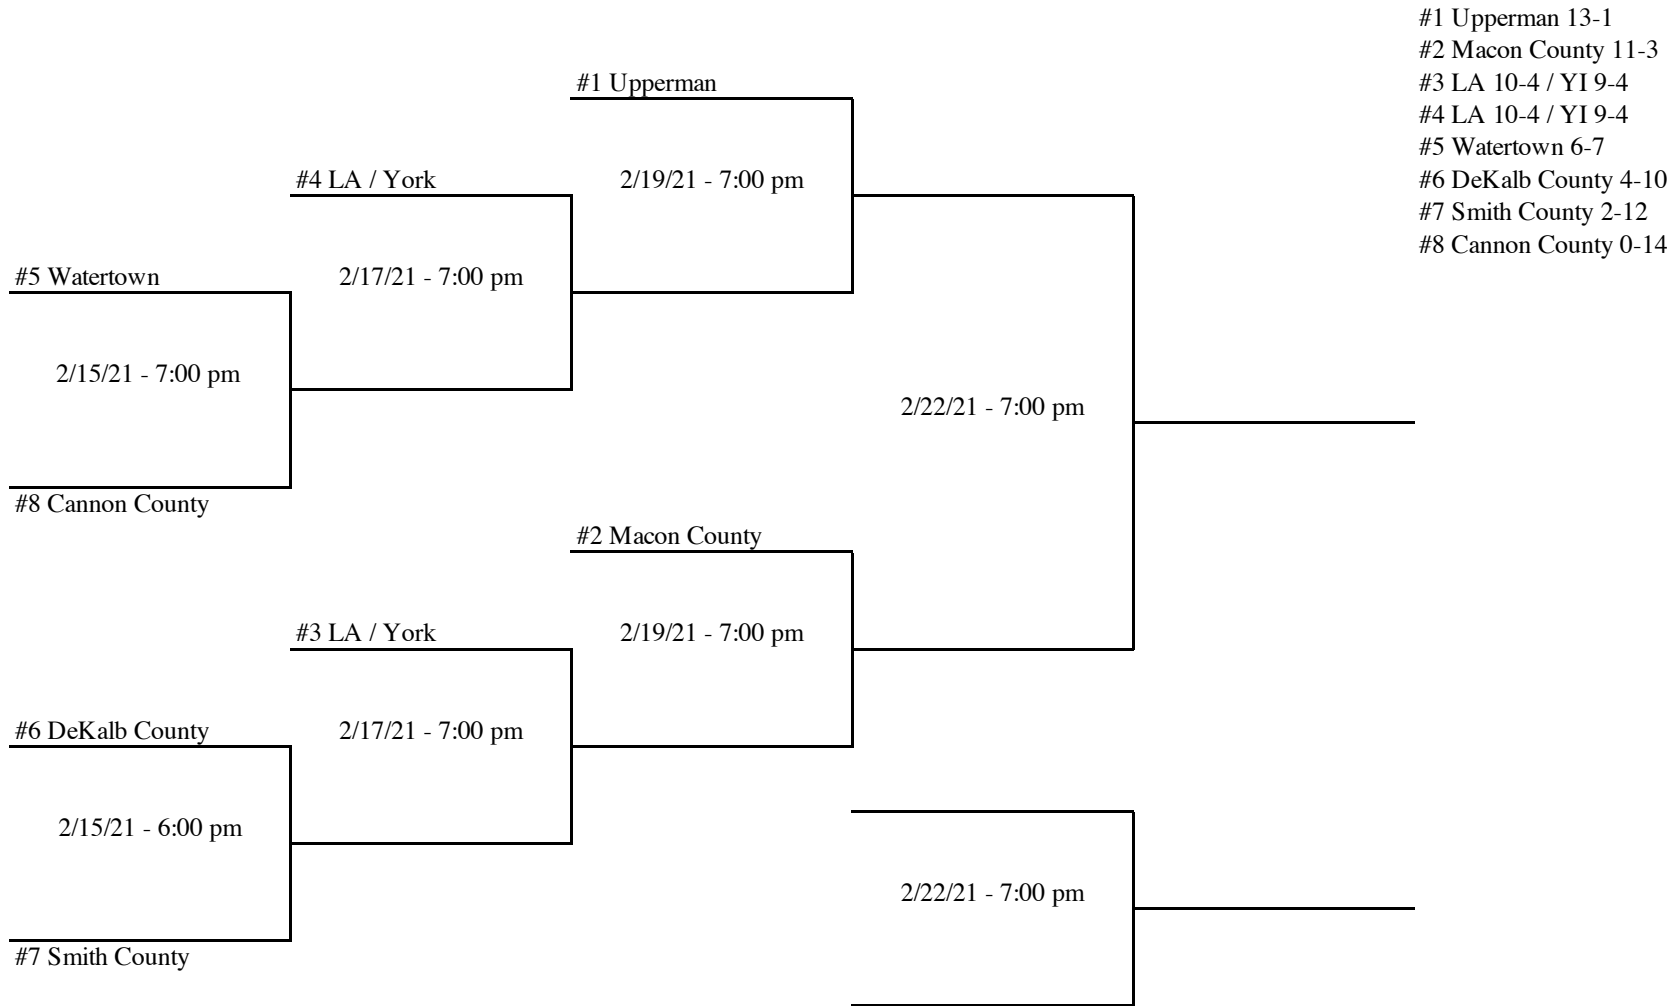 #1 Upperman 13-1
#2 Macon County 11-3
#3 LA 10-4 / YI 9-4
#4 LA 10-4 / YI 9-4
#5 Watertown 6-7
#6 DeKalb County 4-10
#7 Smith County 2-12
#8 Cannon County 0-14
#1 Upperman
#4 LA / York
2/19/21 - 7:00 pm
#5 Watertown
2/17/21 - 7:00 pm
2/15/21 - 7:00 pm
2/22/21 - 7:00 pm
#8 Cannon County
#2 Macon County
#3 LA / York
2/19/21 - 7:00 pm
#6 DeKalb County
2/17/21 - 7:00 pm
2/15/21 - 6:00 pm
2/22/21 - 7:00 pm
#7 Smith County